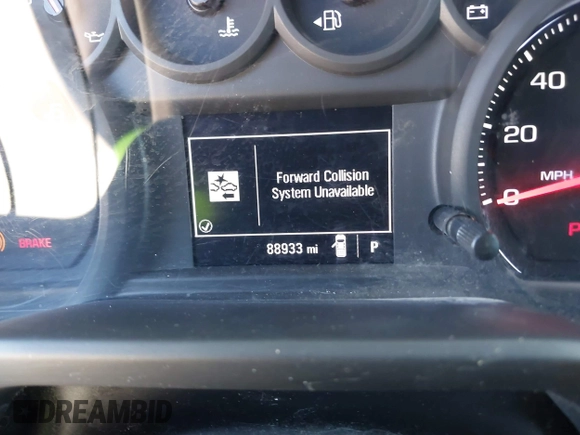 40
20
0
MPH
Forward Collision
System Unavailable
88933 mi
P
BRAKE
P
DREAMBID